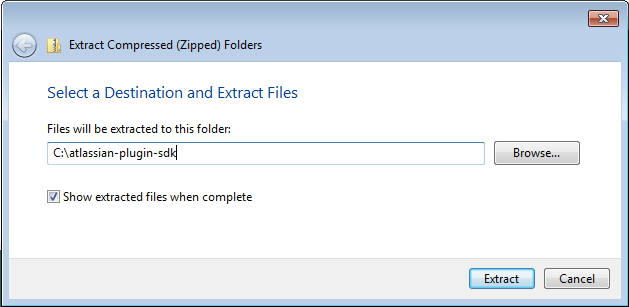 Extract Compressed (Zipped) Folders
Select a Destination and Extract Files
Files will be extracted to this folder:
C:\atlassian-plugin-sdk
Browse...
Show extracted files when complete
Extract
Cancel